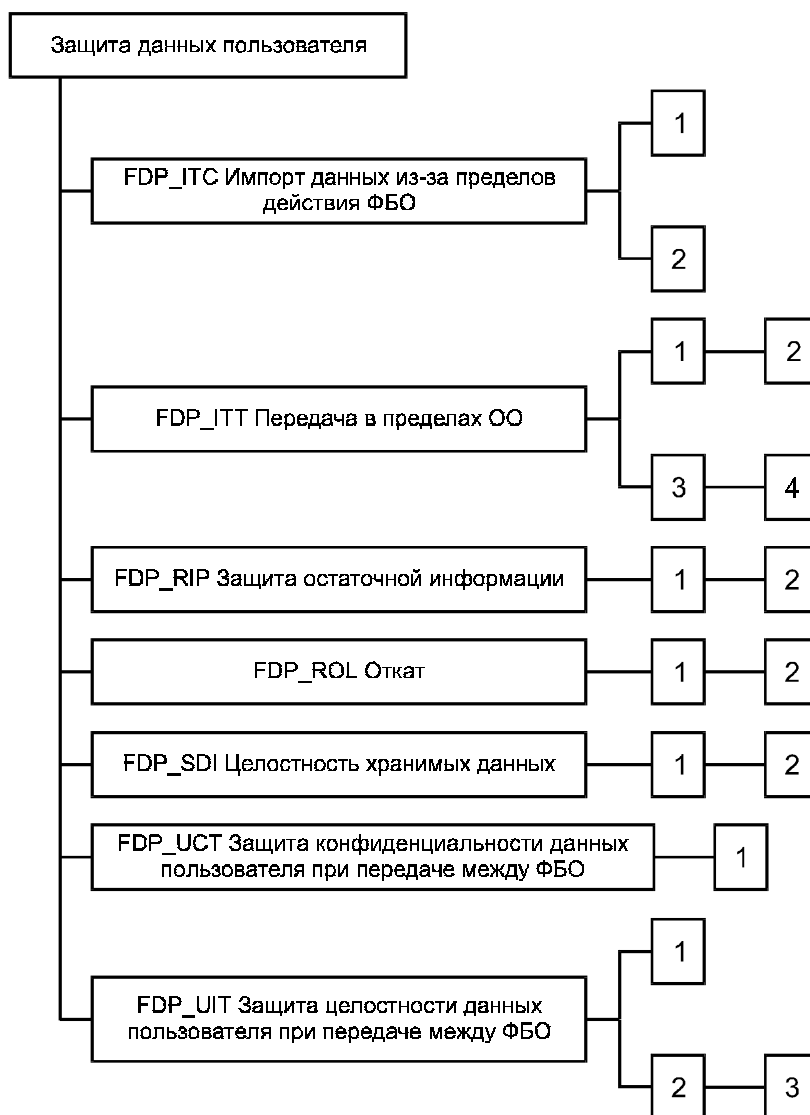 Защита данных пользователя
1
FDP_ITC Импорт данных из-за пределов
действия ФБО
2
1 2
FDP_ITT Передача в пределах ОО
3 4
FDP_RIP Защита остаточной информации 1 2
FDP_ROL Откат 1 2
FDP_SDI Целостность хранимых данных 1 2
FDP_UCT Защита конфиденциальности данных
пользователя при передаче между ФБО
1
1
FDP_UIT Защита целостности данных
пользователя при передаче между ФБО
2 3